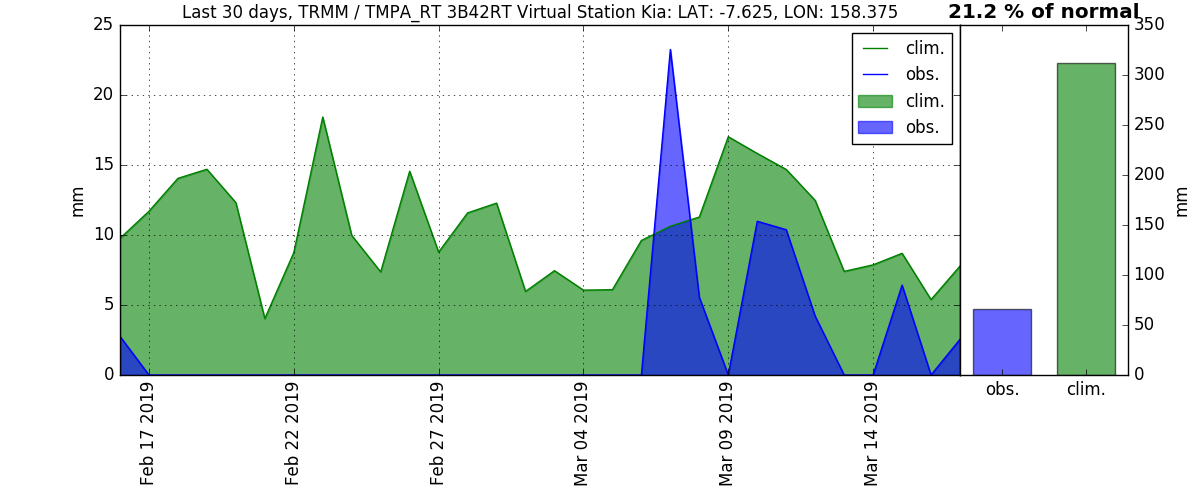 Last 30 days, TRMM / TMPA_RT 3B42RT Virtual Station Kia: LAT: -7.625, LON: 158.375
21.2 % of normal
25
20
15
10
5
0
mm
clim.
obs.
clim.
obs.
Feb 17 2019
Feb 22 2019
Feb 27 2019
Mar 04 2019
Mar 09 2019
Mar 14 2019
350
300
250
200
150
100
50
0
mm
obs.
clim.